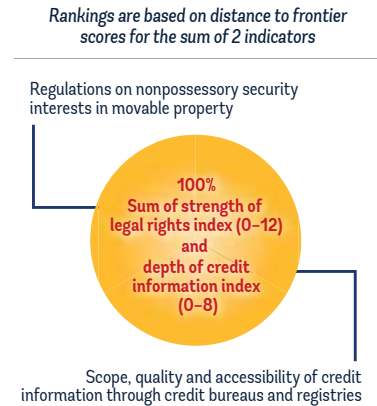 Rankings are based on distance to frontier
scores for the sum of 2 indicators
Regulations on nonpossessory security
interests in movable property
100%
Sum of strength of
legal rights index (0–12)
and
depth of credit
information index
(0–8)
Scope, quality and accessibility of credit
information through credit bureaus and registries